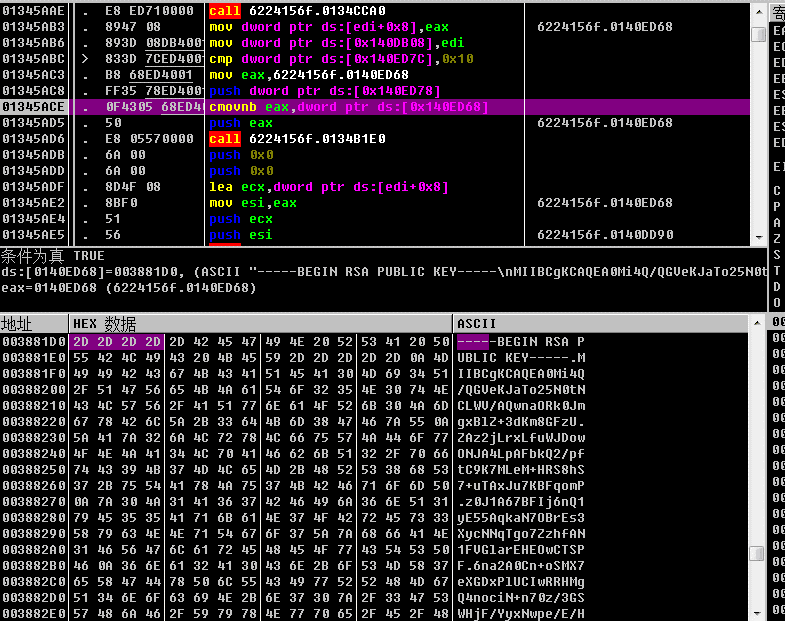 01345AAE . E8 ED710000 call 6224156f.0134CCA0
01345AB3 . 8947 08 mov dword ptr ds:[edi+0x8],eax 6224156f.0140ED68
01345AB6 . 893D 08DB400 mov dword ptr ds:[0x140DB08],edi
01345ABC > 833D 7CED400 cmp dword ptr ds:[0x140ED7C],0x10
01345AC3 . B8 68ED4001 mov eax,6224156f.0140ED68
01345AC8 . FF35 78ED400 push dword ptr ds:[0x140ED78]
01345ACE . 0F4305 68ED4 cmovnb eax,dword ptr ds:[0x140ED68]
01345AD5 . 50 push eax 6224156f.0140ED68
01345AD6 . E8 05570000 call 6224156f.0134B1E0
01345ADB . 6A 00 push 0x0
01345ADD . 6A 00 push 0x0
01345ADF . 8D4F 08 lea ecx,dword ptr ds:[edi+0x8]
01345AE2 . 8BF0 mov esi,eax 6224156f.0140ED68
01345AE4 . 51 push ecx
01345AE5 . 56 push esi 6224156f.0140DD90
条件为真 TRUE
ds:[0140ED68]=003881D0, (ASCII "-----BEGIN RSA PUBLIC KEY-----\nMIIBCgKCAQEA0Mi4Q/QGVeKJaTo25N0t
eax=0140ED68 (6224156f.0140ED68)
地址 HEX 数据 ASCII
003881D0 2D 2D 2D 2D 2D 42 45 47 49 4E 20 52 53 41 20 50 -----BEGIN RSA P
003881E0 55 42 4C 49 43 20 4B 45 59 2D 2D 2D 2D 2D 0A 4D UBLIC KEY-----.M
003881F0 49 49 42 43 67 4B 43 41 51 45 41 30 4D 69 34 51 IIBCgKCAQEA0Mi4Q
00388200 2F 51 47 56 65 4B 4A 61 54 6F 32 35 4E 30 74 4E /QGVeKJaTo25N0tN
00388210 43 4C 57 56 2F 41 51 77 6E 61 4F 52 6B 30 4A 6D CLWV/AQwnaORk0Jm
00388220 67 78 42 6C 5A 2B 33 64 4B 6D 38 47 46 7A 55 0A gxBlZ+3dKm8GFzU.
00388230 5A 41 7A 32 6A 4C 72 78 4C 66 75 57 4A 44 6F 77 ZAz2jLrxLfuWJDow
00388240 4F 4E 4A 41 34 4C 70 41 46 62 6B 51 32 2F 70 66 ONJA4LpAFbkQ2/pf
00388250 74 43 39 4B 37 4D 4C 65 4D 2B 48 52 53 38 68 53 tC9K7MLeM+HRS8hS
00388260 37 2B 75 54 41 78 4A 75 37 4B 42 46 71 6F 6D 50 7+uTAxJu7KBFqomP
00388270 0A 7A 30 4A 31 41 36 37 42 46 49 6A 36 6E 51 31 .z0J1A67BFIj6nQ1
00388280 79 45 35 35 41 71 6B 61 4E 37 4F 42 72 45 73 33 yE55AqkaN7OBrEs3
00388290 58 79 63 4E 4E 71 54 67 6F 37 5A 7A 68 66 41 4E XycNNqTgo7ZzhfAN
003882A0 31 46 56 47 6C 61 72 45 48 45 4F 77 43 54 53 50 1FVGlarEHEOwCTSP
003882B0 46 0A 36 6E 61 32 41 30 43 6E 2B 6F 53 4D 58 37 F.6na2A0Cn+oSMX7
003882C0 65 58 47 44 78 50 6C 55 43 49 77 52 52 48 4D 67 eXGDxPlUCIwRRHMg
003882D0 51 34 6E 6F 63 69 4E 2B 6E 37 30 7A 2F 33 47 53 Q4nociN+n70z/3GS
003882E0 57 48 6A 46 2F 59 79 78 4E 77 70 65 2F 45 2F 48 WHjF/YyxNwpe/E/H